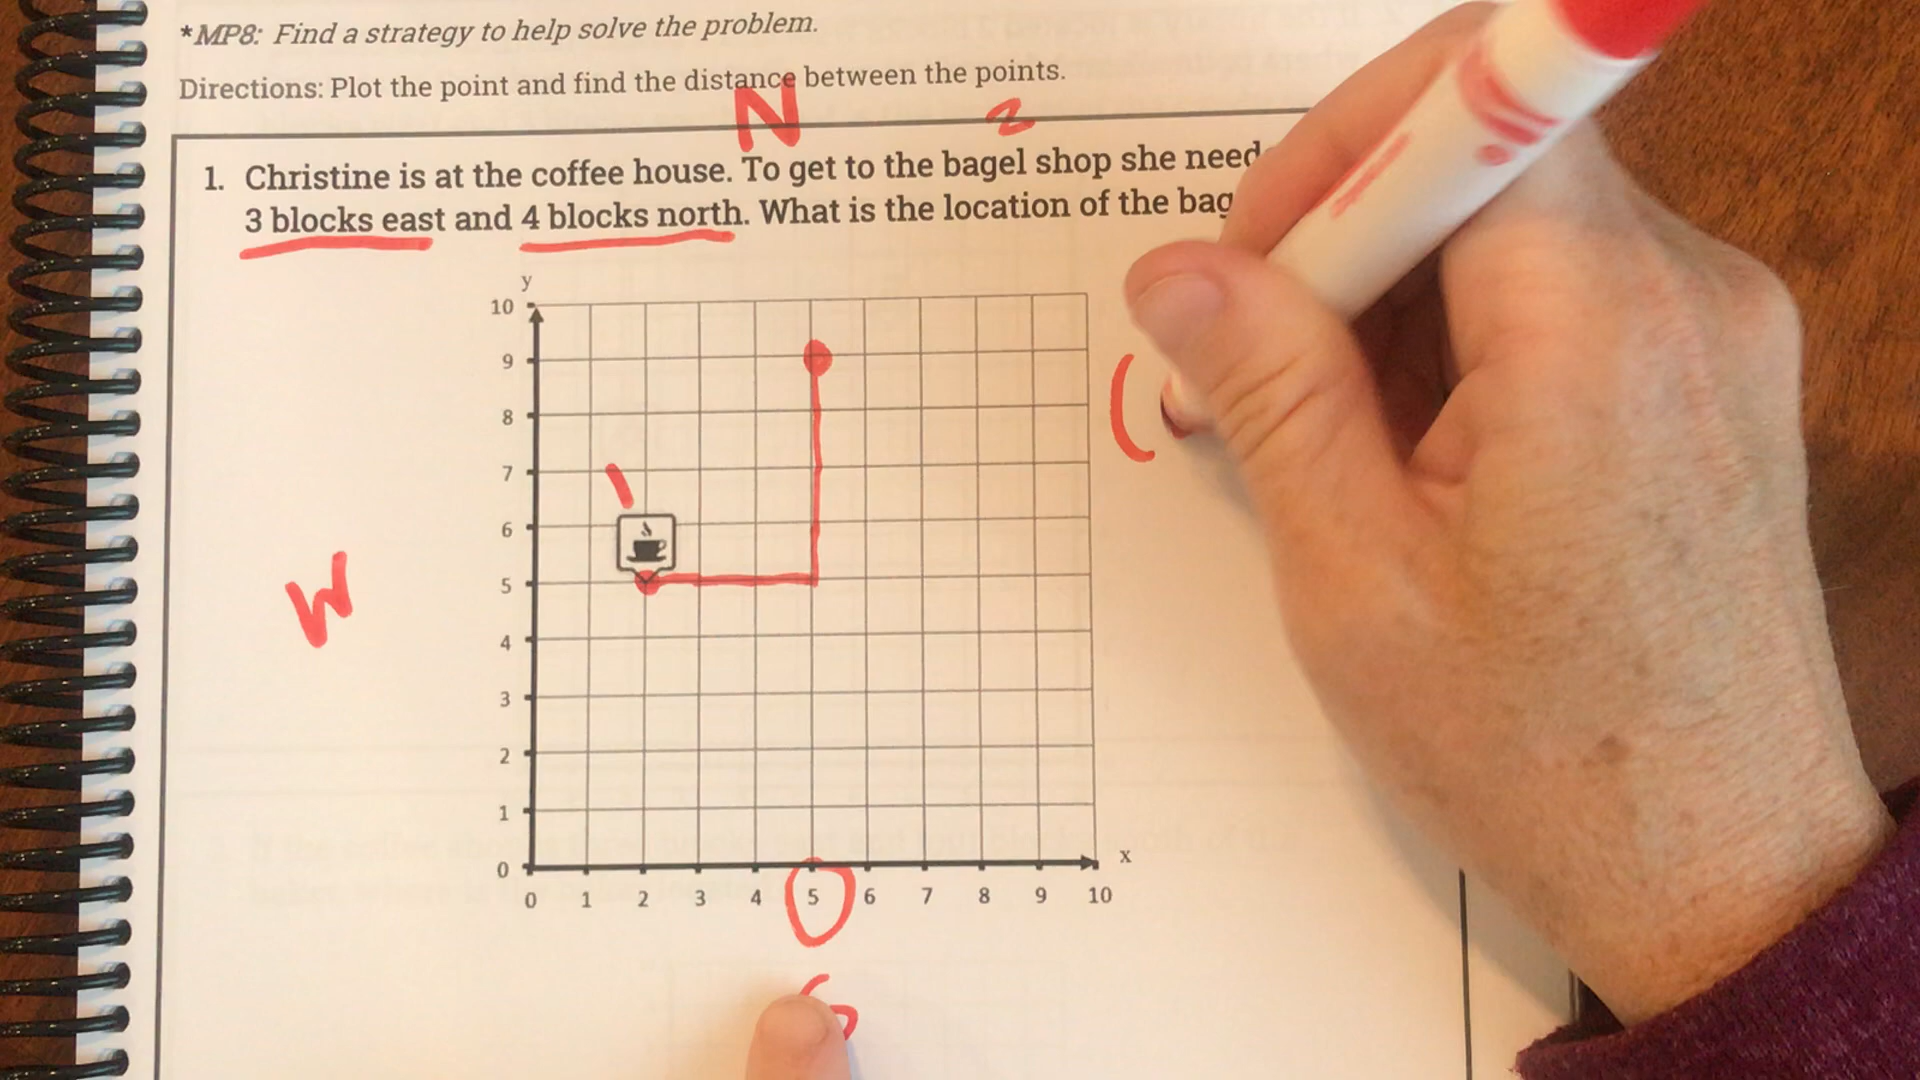 *MP8: Find a strategy to help solve the problem.
Directions: Plot the point and find the distance between the points.
N 2
1. Christine is at the coffee house. To get to the bagel shop she
3 blocks east and 4 blocks north. What is the location of the
y
10
9
(
8
7
1
6
W
5
4
3
2
1
0
x
0 1 2 3 4 5 6 7 8 9 10